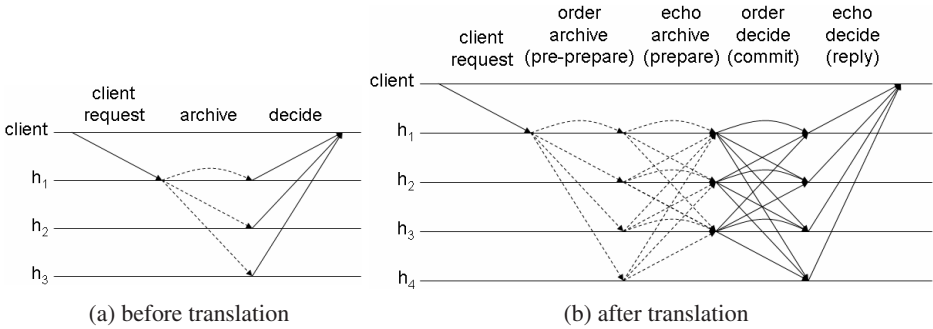 client
request
archive
decide
client
h1
h2
h3
(a) before translation
client
request
order
archive
(pre-prepare)
echo
archive
(prepare)
order
decide
(commit)
echo
decide
(reply)
client
h1
h2
h3
h4
(b) after translation